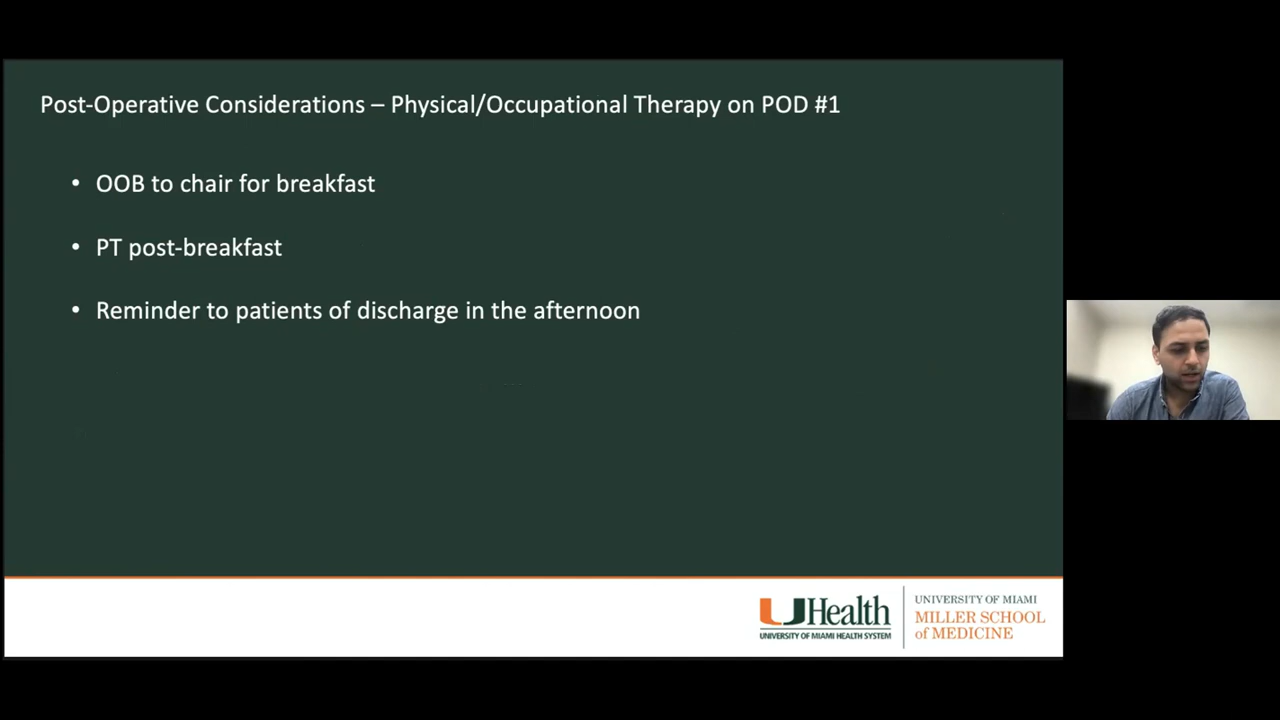 Post-Operative Considerations – Physical/Occupational Therapy on POD #1
• OOB to chair for breakfast
• PT post-breakfast
• Reminder to patients of discharge in the afternoon
UHealth
UNIVERSITY OF MIAMI HEALTH SYSTEM
UNIVERSITY OF MIAMI
MILLER SCHOOL
of MEDICINE